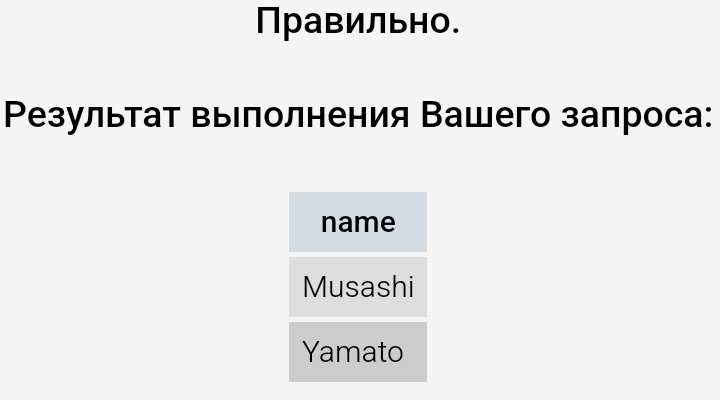 Правильно.
Результат выполнения Вашего запроса:
name
Musashi
Yamato